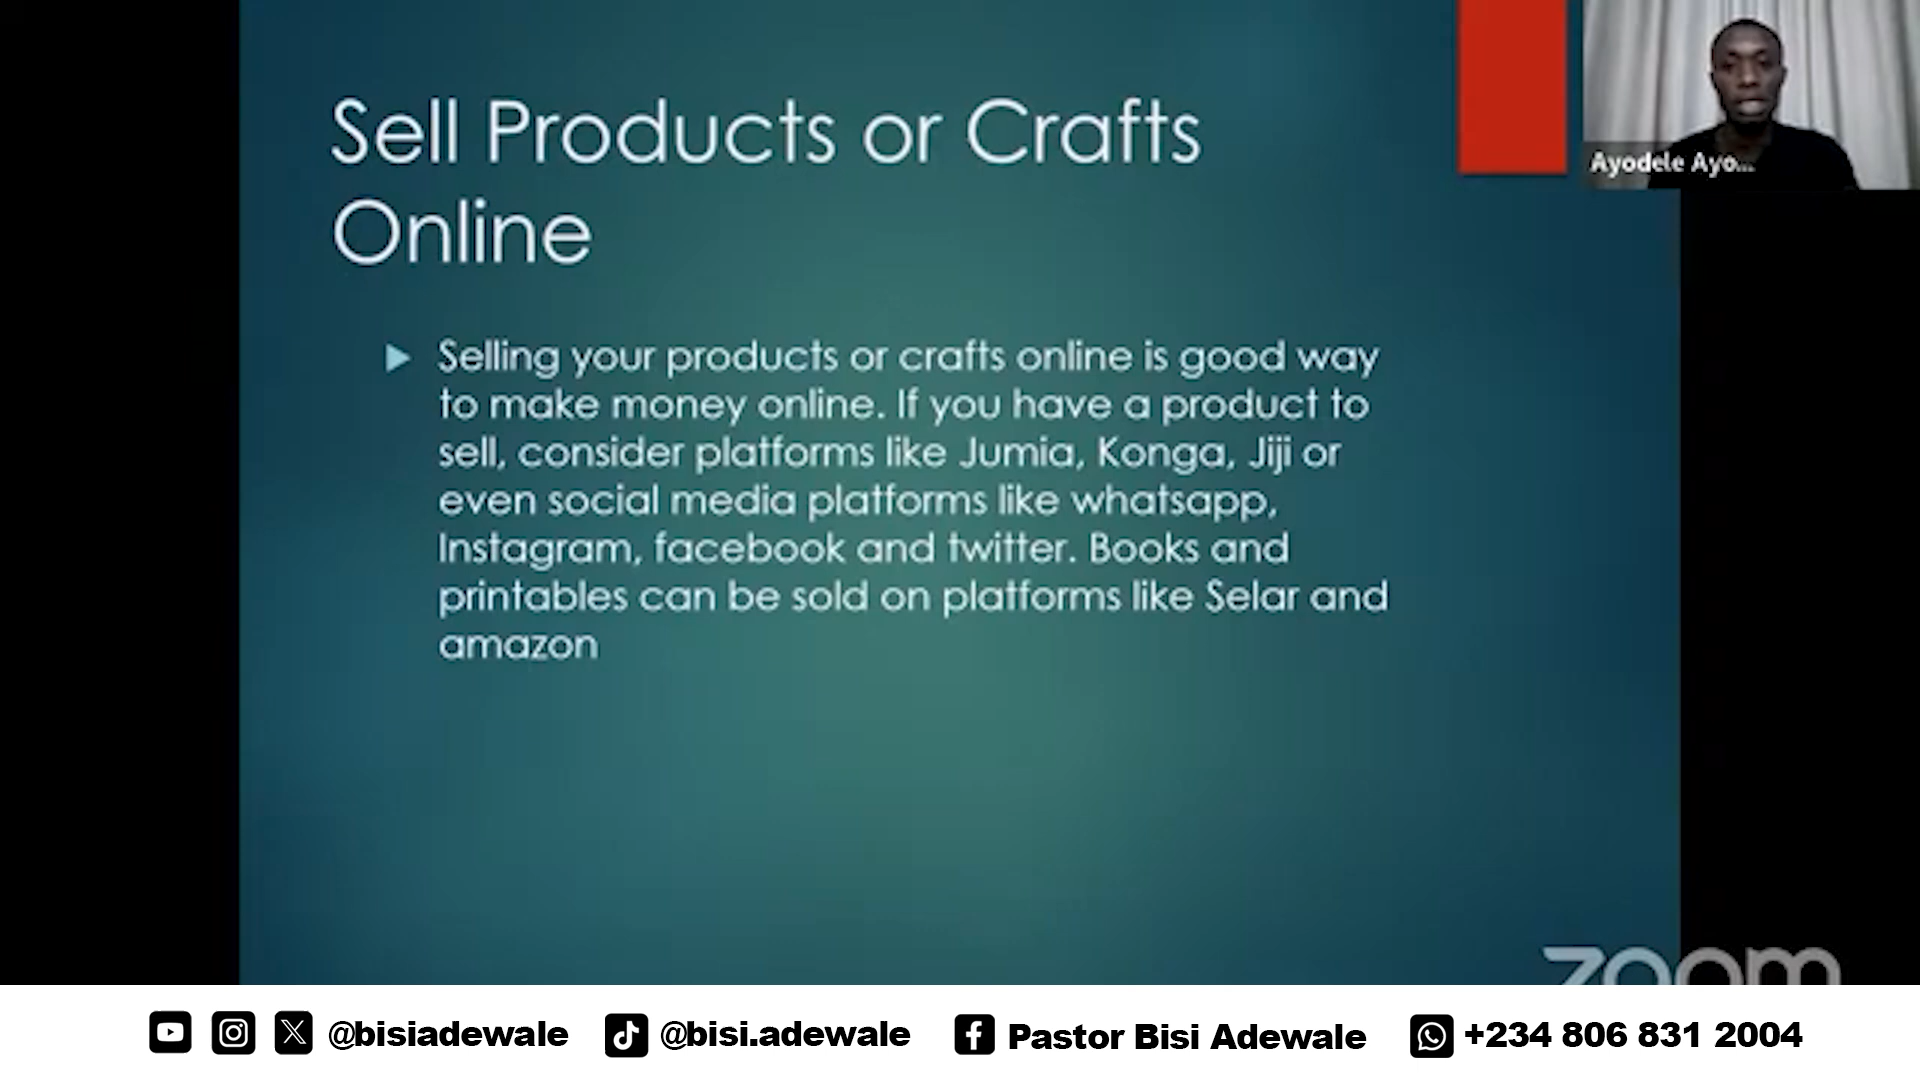 Sell Products or Crafts
Online
Selling your products or crafts online is good way
to make money online. If you have a product to
sell, consider platforms like Jumia, Konga, Jiji or
even social media platforms like whatsapp,
Instagram, facebook and twitter. Books and
printables can be sold on platforms like Selar and
amazon
Ayodele Ayo...
zoom
@bisiadewale
@bisi.adewale
Pastor Bisi Adewale
+234 806 831 2004